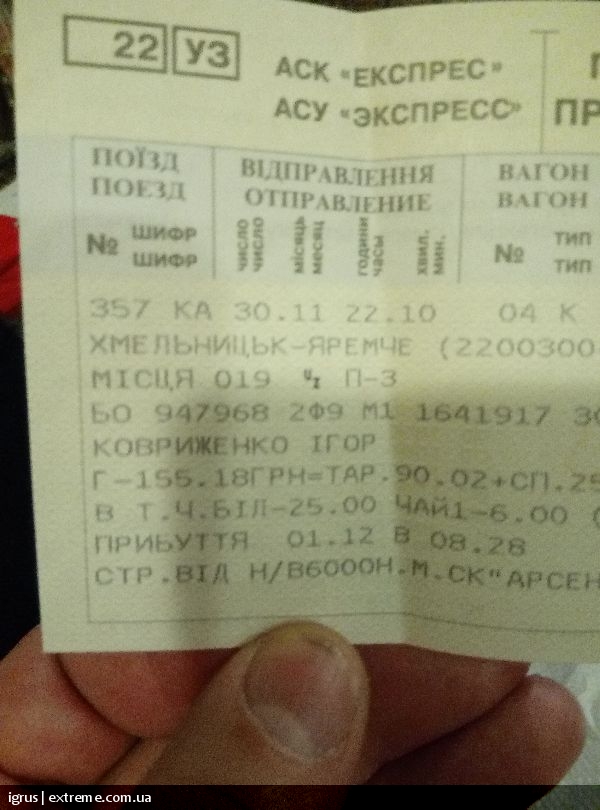 22 УЗ
АСК «ЕКСПРЕС»
АСУ «ЭКСПРЕСС»
ПР
ПОЇЗД
ПОЕЗД
ВІДПРАВЛЕННЯ
ОТПРАВЛЕНИЕ
ВАГОН
ВАГОН
№ ШИФР
ШИФР
число
число
місяць
месяц
години
часы
хвил.
мин.
№ ТИП
ТИП
357 КА 30.11 22.10 04 К
ХМЕЛЬНИЦЬК-ЯРЕМЧЕ (2200300
МІСЦЯ 019 П-3
БО 947968 2Ф9 М1 1641917
КОВРИЖЕНКО ІГОР
Г-155.18ГРН=ТАР.90.02+СП.25
В Т.Ч.БІЛ-25.00 ЧАЙ1-6.00 (
ПРИБУТТЯ 01.12 В 08.28
СТР.ВІД Н/В6000Н.М.СК"АРСЕН
igrus | extreme.com.ua